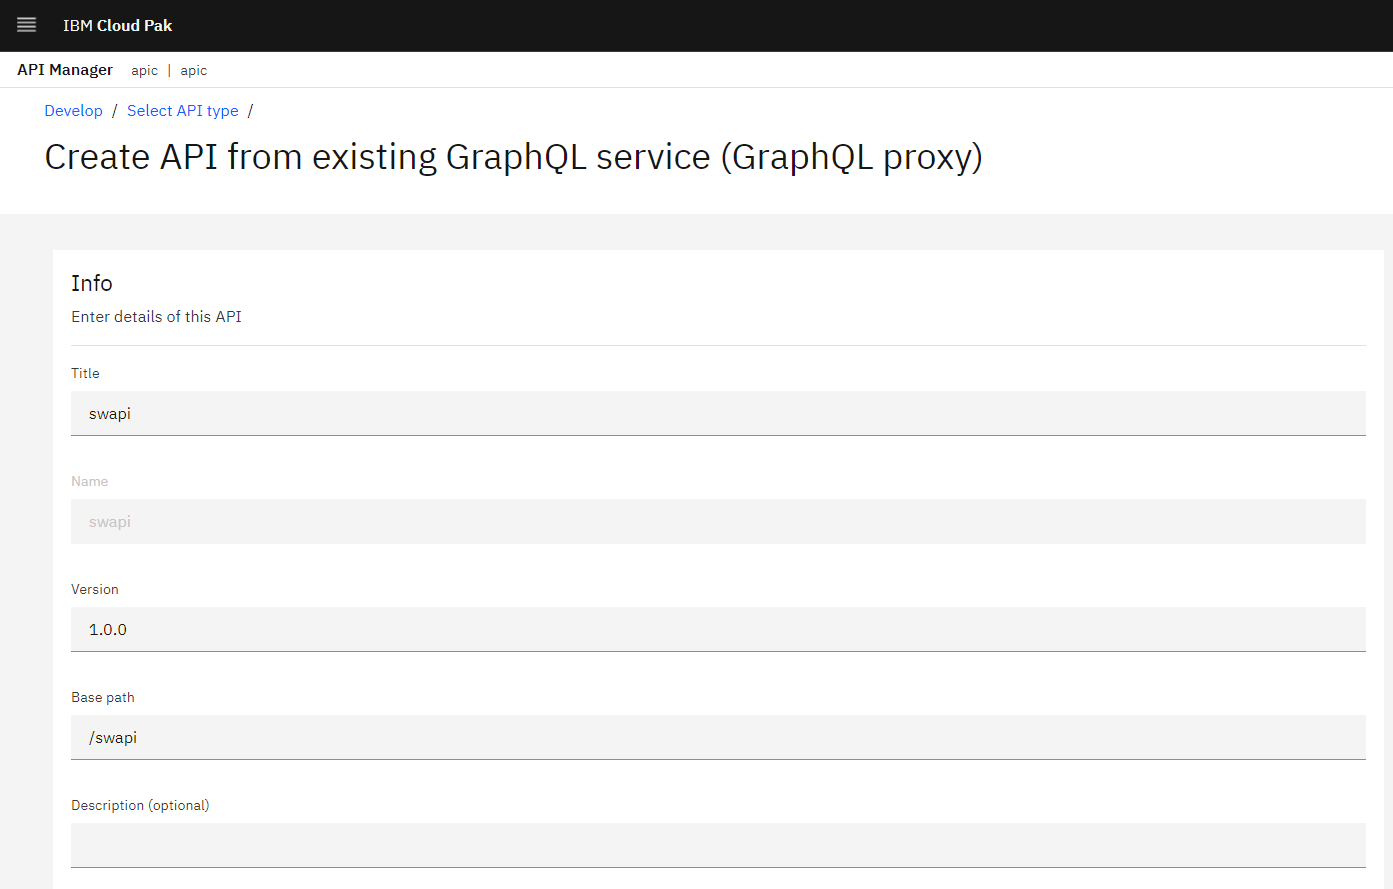 IBM Cloud Pak
API Manager apic | apic
Develop / Select API type /
Create API from existing GraphQL service (GraphQL proxy)
Info
Enter details of this API
Title
swapi
Name
swapi
Version
1.0.0
Base path
/swapi
Description (optional)